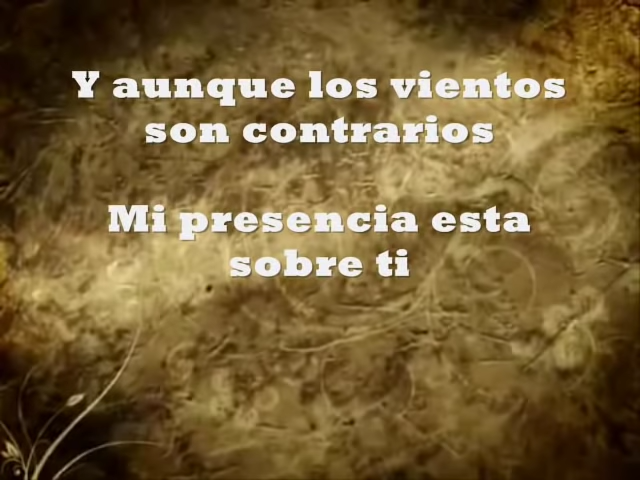 Y aunque los vientos
son contrarios
Mi presencia esta
sobre ti